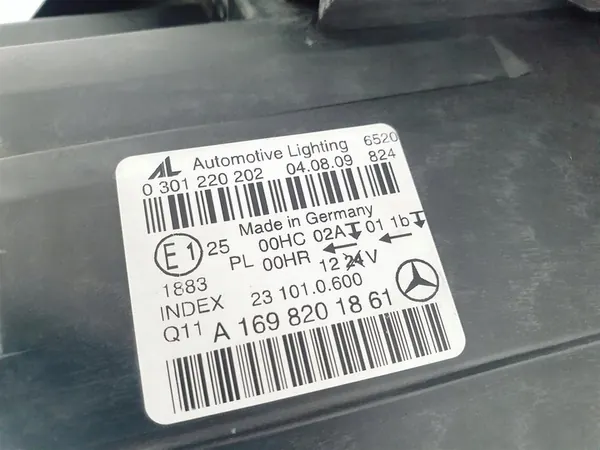 AL Automotive Lighting 6520
0 301 220 202 04.08.09 824
Made in Germany
E1 25 00HC 02A 01 1b
PL 00HR 12 24 V
1883
INDEX 23 101.0.600
Q11 A 169 820 18 61